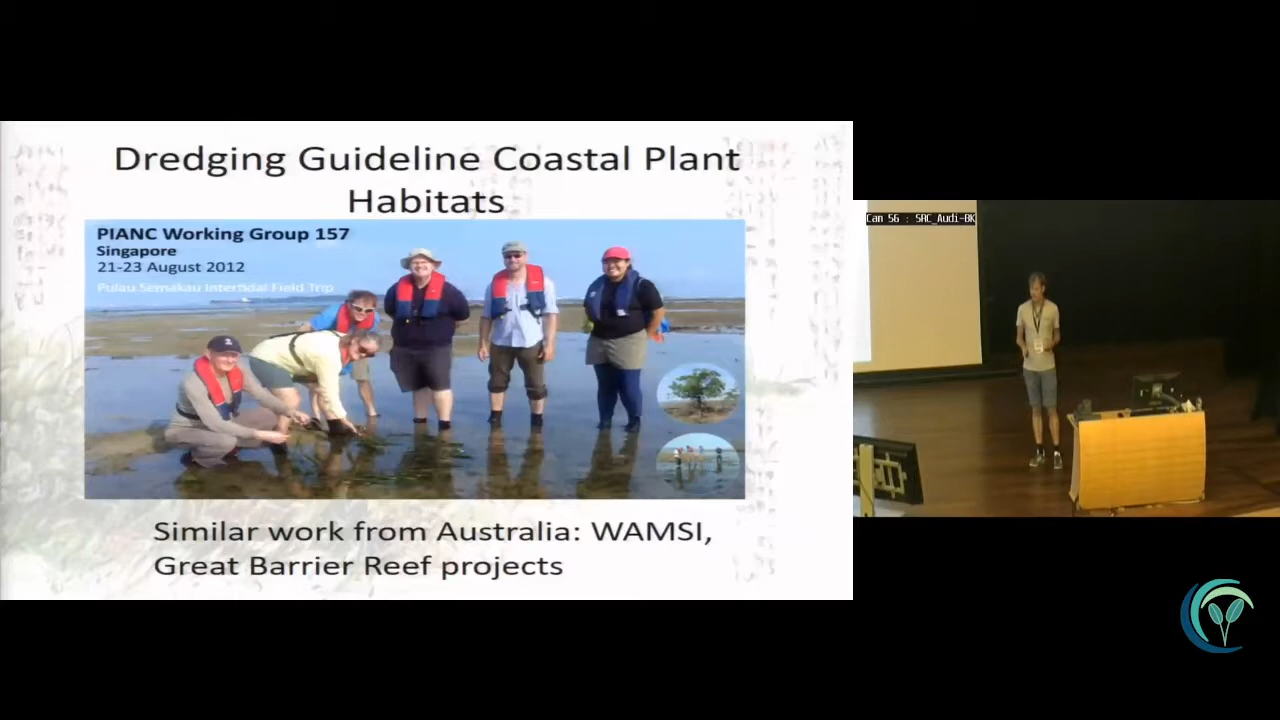 Dredging Guideline Coastal Plant
Habitats
PIANC Working Group 157
Singapore
21-23 August 2012
Pulau Semakau Intertidal Field Trip
Similar work from Australia: WAMSI,
Great Barrier Reef projects
Cam 56 : SRC_Audi-BK